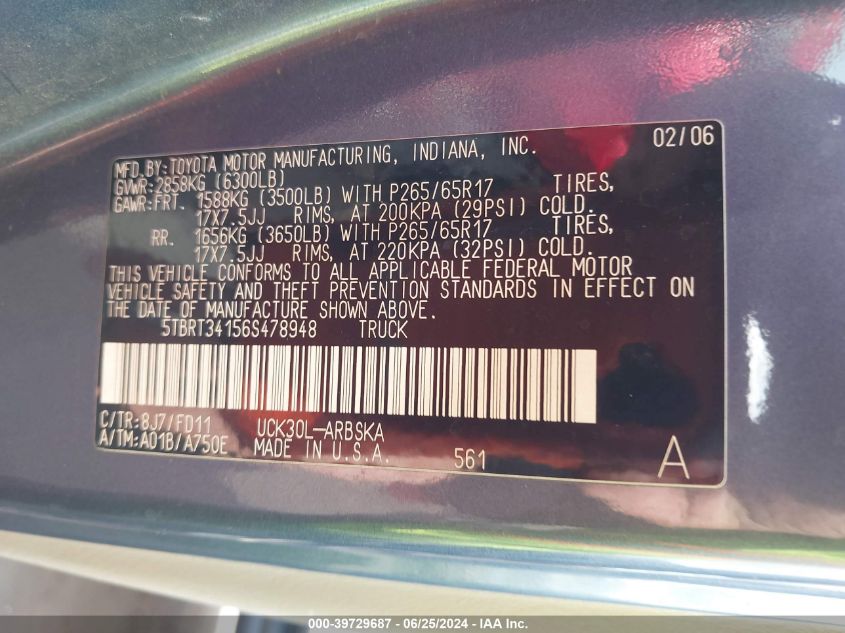 02/06
MFD.BY:TOYOTA MOTOR MANUFACTURING, INDIANA, INC.
GVWR:2858KG (6300LB)
GAWR:FRT. 1588KG (3500LB) WITH P265/65R17 TIRES,
17X7.5JJ RIMS, AT 200KPA (29PSI) COLD.
RR. 1656KG (3650LB) WITH P265/65R17 TIRES,
17X7.5JJ RIMS, AT 220KPA (32PSI) COLD.
THIS VEHICLE CONFORMS TO ALL APPLICABLE FEDERAL MOTOR
VEHICLE SAFETY AND THEFT PREVENTION STANDARDS IN EFFECT ON
THE DATE OF MANUFACTURE SHOWN ABOVE.
5TBRT34156S478948 TRUCK
C/TR:8J7/FD11 UCK30L-ARBSKA
A/TM:A01B/A750E MADE IN U.S.A. 561 A
000-39729687 - 06/25/2024 - IAA Inc.